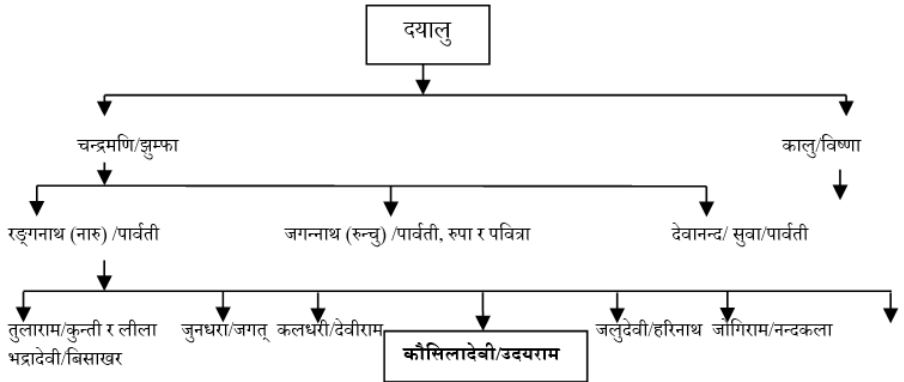 दयालु
चन्द्रमणि/झुम्फा
कालु/विष्णा
रङ्गनाथ (नारु) /पार्वती
जगन्नाथ (रुन्चु) /पार्वती, रुपा र पवित्रा
देवानन्द/ सुवा/पार्वती
तुलाराम/कुन्ती र लीला
जुनधरा/जगत्
कलधरी/देवीराम
कौसिलादेवी/उदयराम
जलुदेवी/हरिनाथ
जोगिराम/नन्दकला
भद्रादेवी/बिसाखर